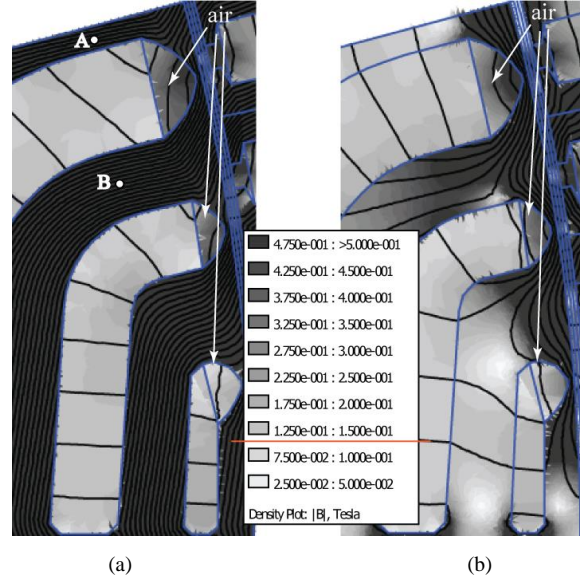 A
air
air
B
4.750e-001 : >5.000e-001
4.250e-001 : 4.500e-001
3.750e-001 : 4.000e-001
3.250e-001 : 3.500e-001
2.750e-001 : 3.000e-001
2.250e-001 : 2.500e-001
1.750e-001 : 2.000e-001
1.250e-001 : 1.500e-001
7.500e-002 : 1.000e-001
2.500e-002 : 5.000e-002
Density Plot: |B|, Tesla
(a)
(b)